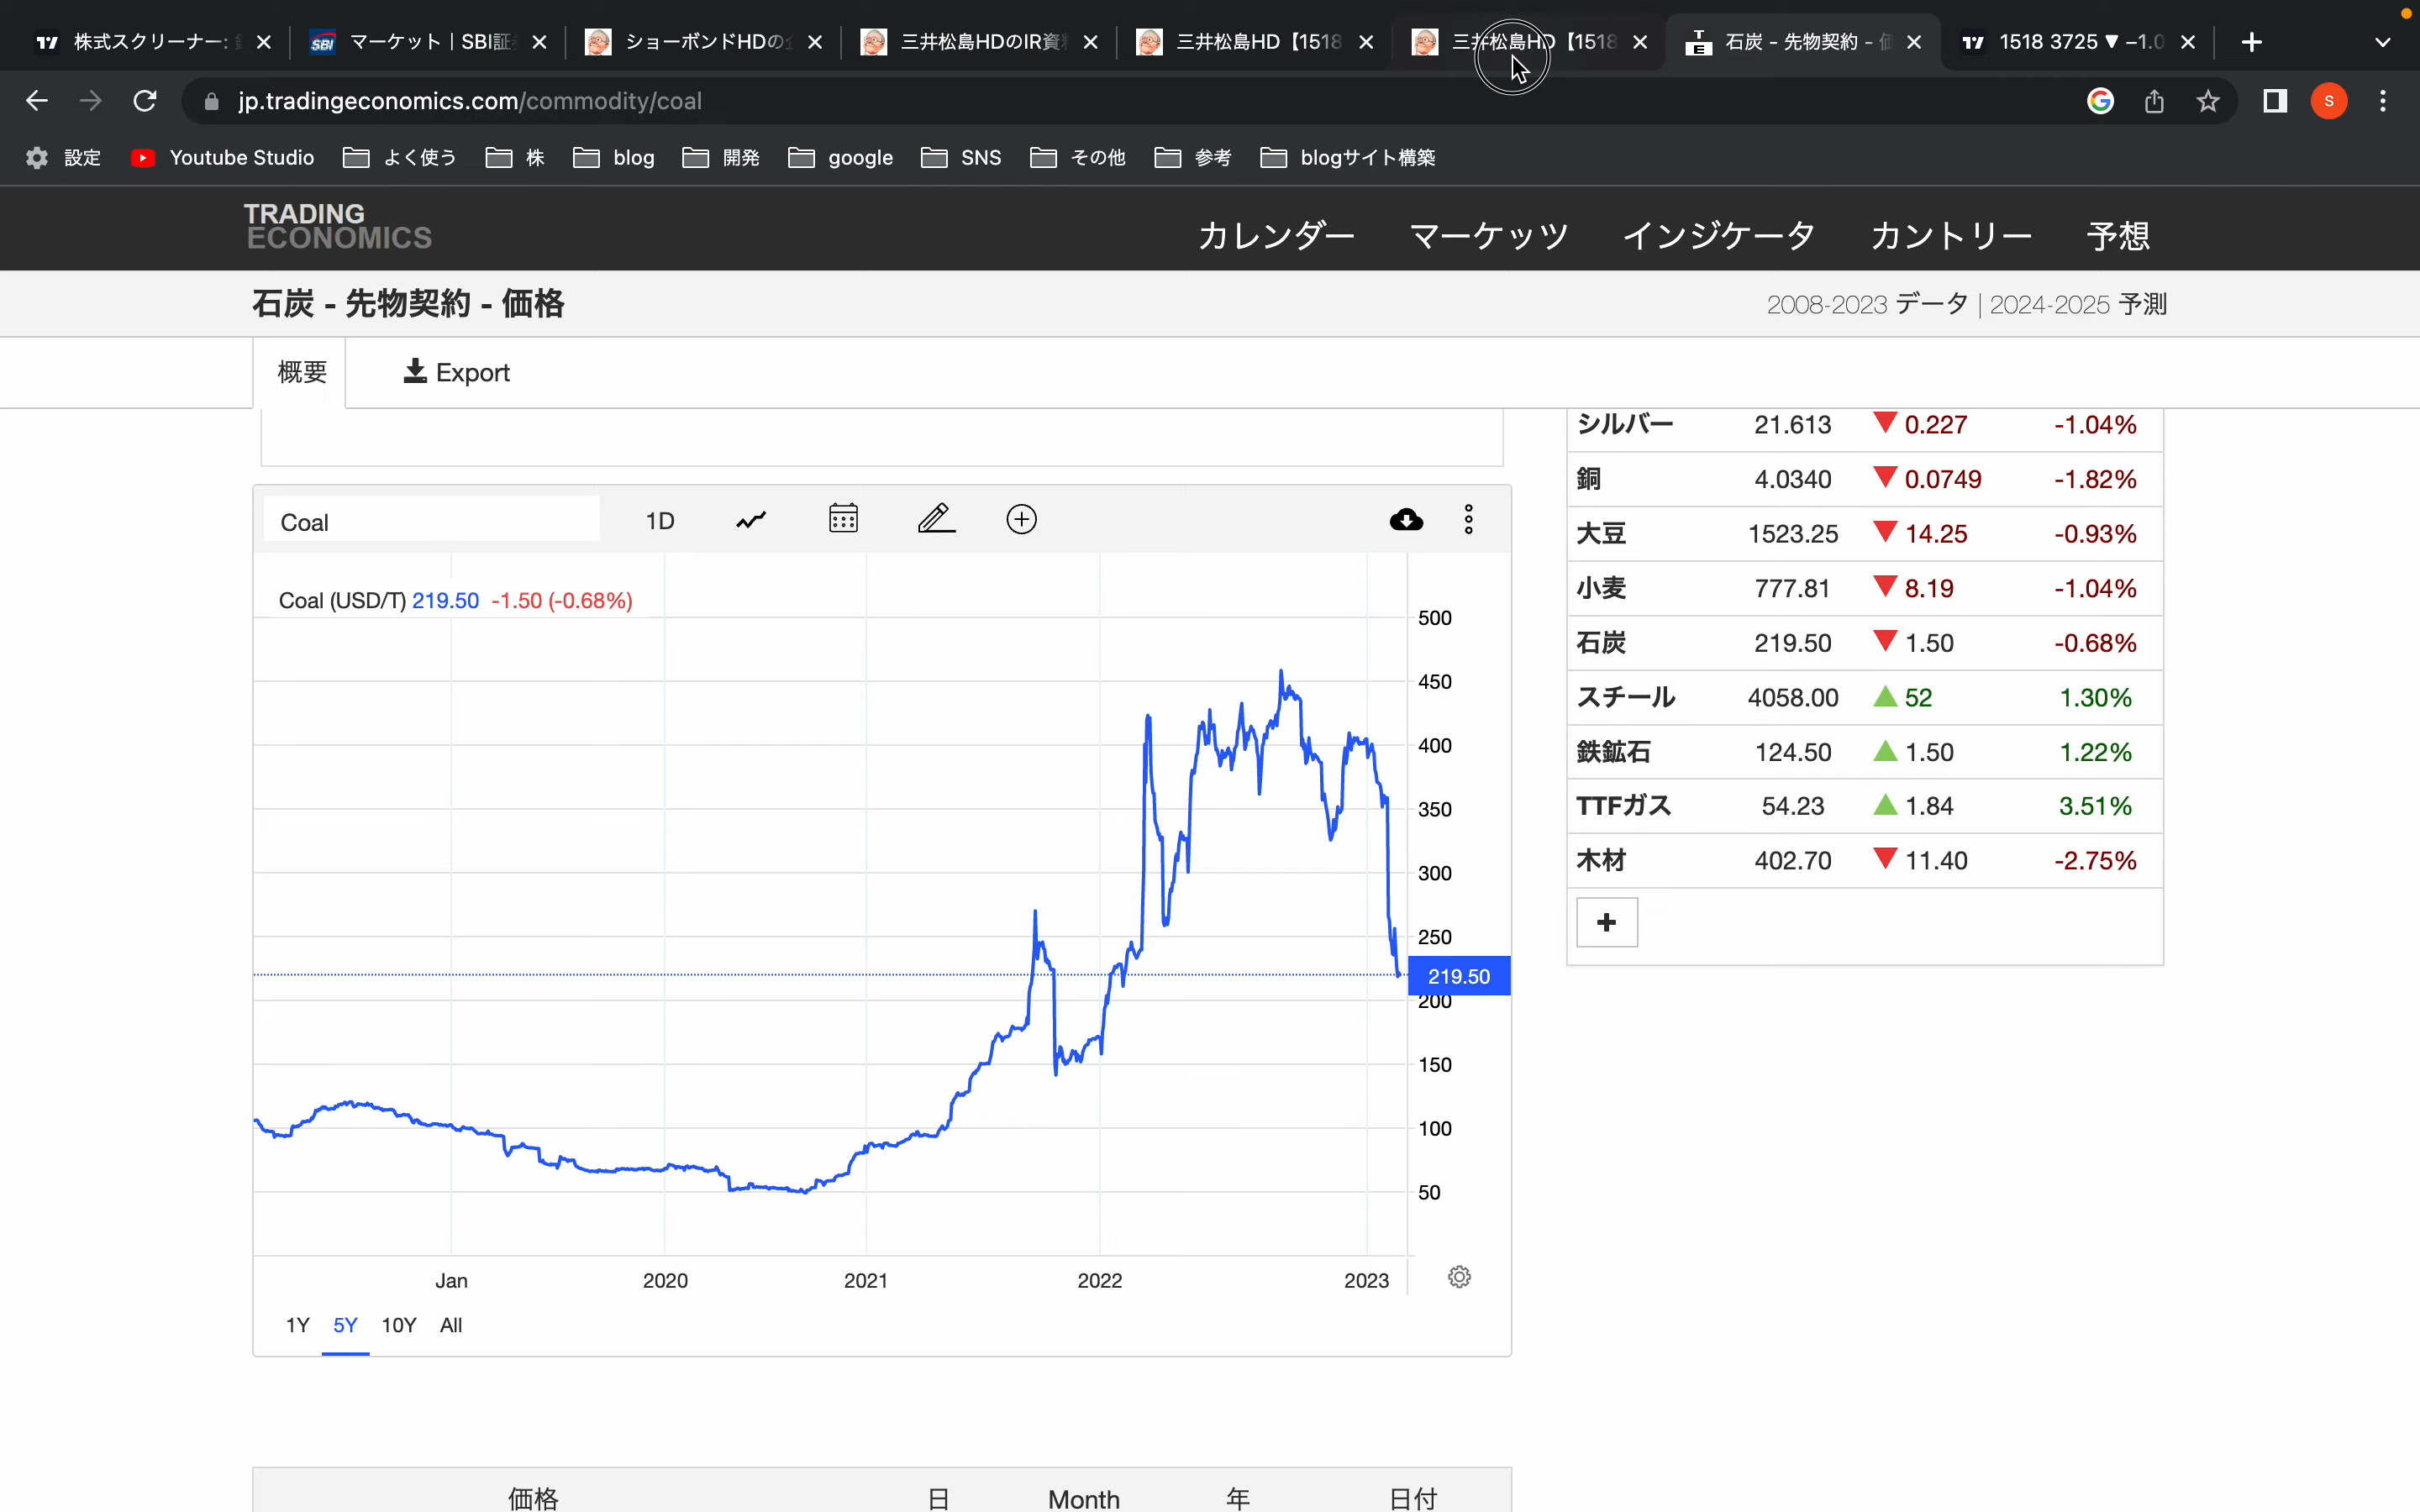 株式スクリーナー:
マーケット | SBI証
ショーボンドHDの
三井松島HDのIR資
三井松島HD【1518
三井松島HD【1518
石炭 - 先物契約 -
1518 3725 ▼ −1.0
jp.tradingeconomics.com/commodity/coal
S
設定
Youtube Studio
よく使う
株
blog
開発
google
SNS
その他
参考
blogサイト構築
TRADING
ECONOMICS
カレンダー
マーケッツ
インジケータ
カントリー
予想
石炭 - 先物契約 - 価格
2008-2023 データ | 2024-2025 予測
概要
Export
Coal
1D
Coal (USD/T) 219.50 -1.50 (-0.68%)
500
450
400
350
300
250
219.50
200
150
100
50
Jan 2020 2021 2022 2023
1Y 5Y 10Y All
シルバー 21.613 ▼ 0.227 -1.04%
銅 4.0340 ▼ 0.0749 -1.82%
大豆 1523.25 ▼ 14.25 -0.93%
小麦 777.81 ▼ 8.19 -1.04%
石炭 219.50 ▼ 1.50 -0.68%
スチール 4058.00 ▲ 52 1.30%
鉄鉱石 124.50 ▲ 1.50 1.22%
TTFガス 54.23 ▲ 1.84 3.51%
木材 402.70 ▼ 11.40 -2.75%
+
価格 日 Month 年 日付